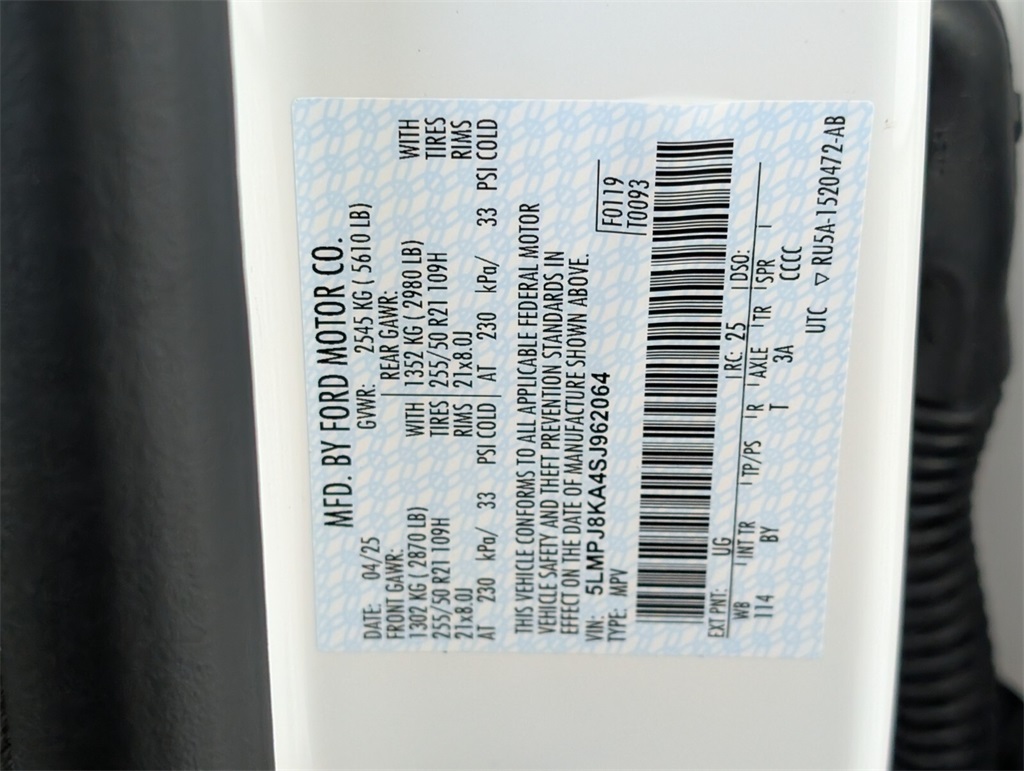 MFD. BY FORD MOTOR CO.
DATE: 04/25 GVWR: 2545 KG ( 5610 LB)
FRONT GAWR: REAR GAWR:
1302 KG ( 2870 LB) WITH 1352 KG ( 2980 LB) WITH
255/50 R21 109H TIRES 255/50 R21 109H TIRES
21x8.0J RIMS 21x8.0J RIMS
AT 230 kPa/ 33 PSI COLD AT 230 kPa/ 33 PSI COLD
THIS VEHICLE CONFORMS TO ALL APPLICABLE FEDERAL MOTOR
VEHICLE SAFETY AND THEFT PREVENTION STANDARDS IN
EFFECT ON THE DATE OF MANUFACTURE SHOWN ABOVE.
VIN: 5LMPJ8KA4SJ962064 F0119
TYPE: MPV T0093
EXT PNT: UG RC: 25 DSO:
WB INT TR TP/PS R AXLE TR SPR
114 BY T 3A CCCC
UTC ▽ RU5A-1520472-AB